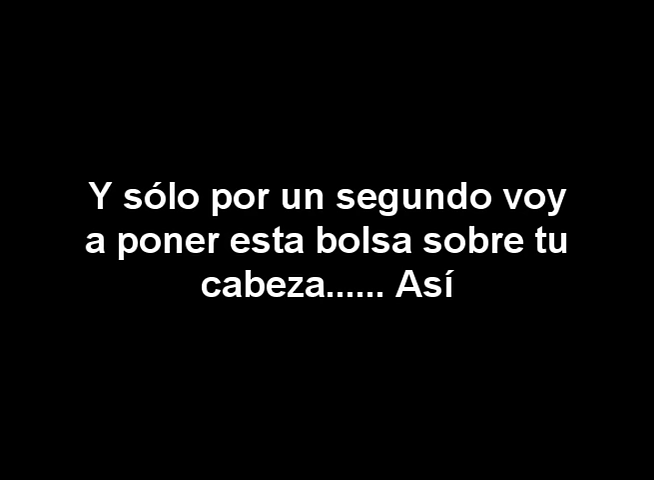 Y sólo por un segundo voy
a poner esta bolsa sobre tu
cabeza...... Así